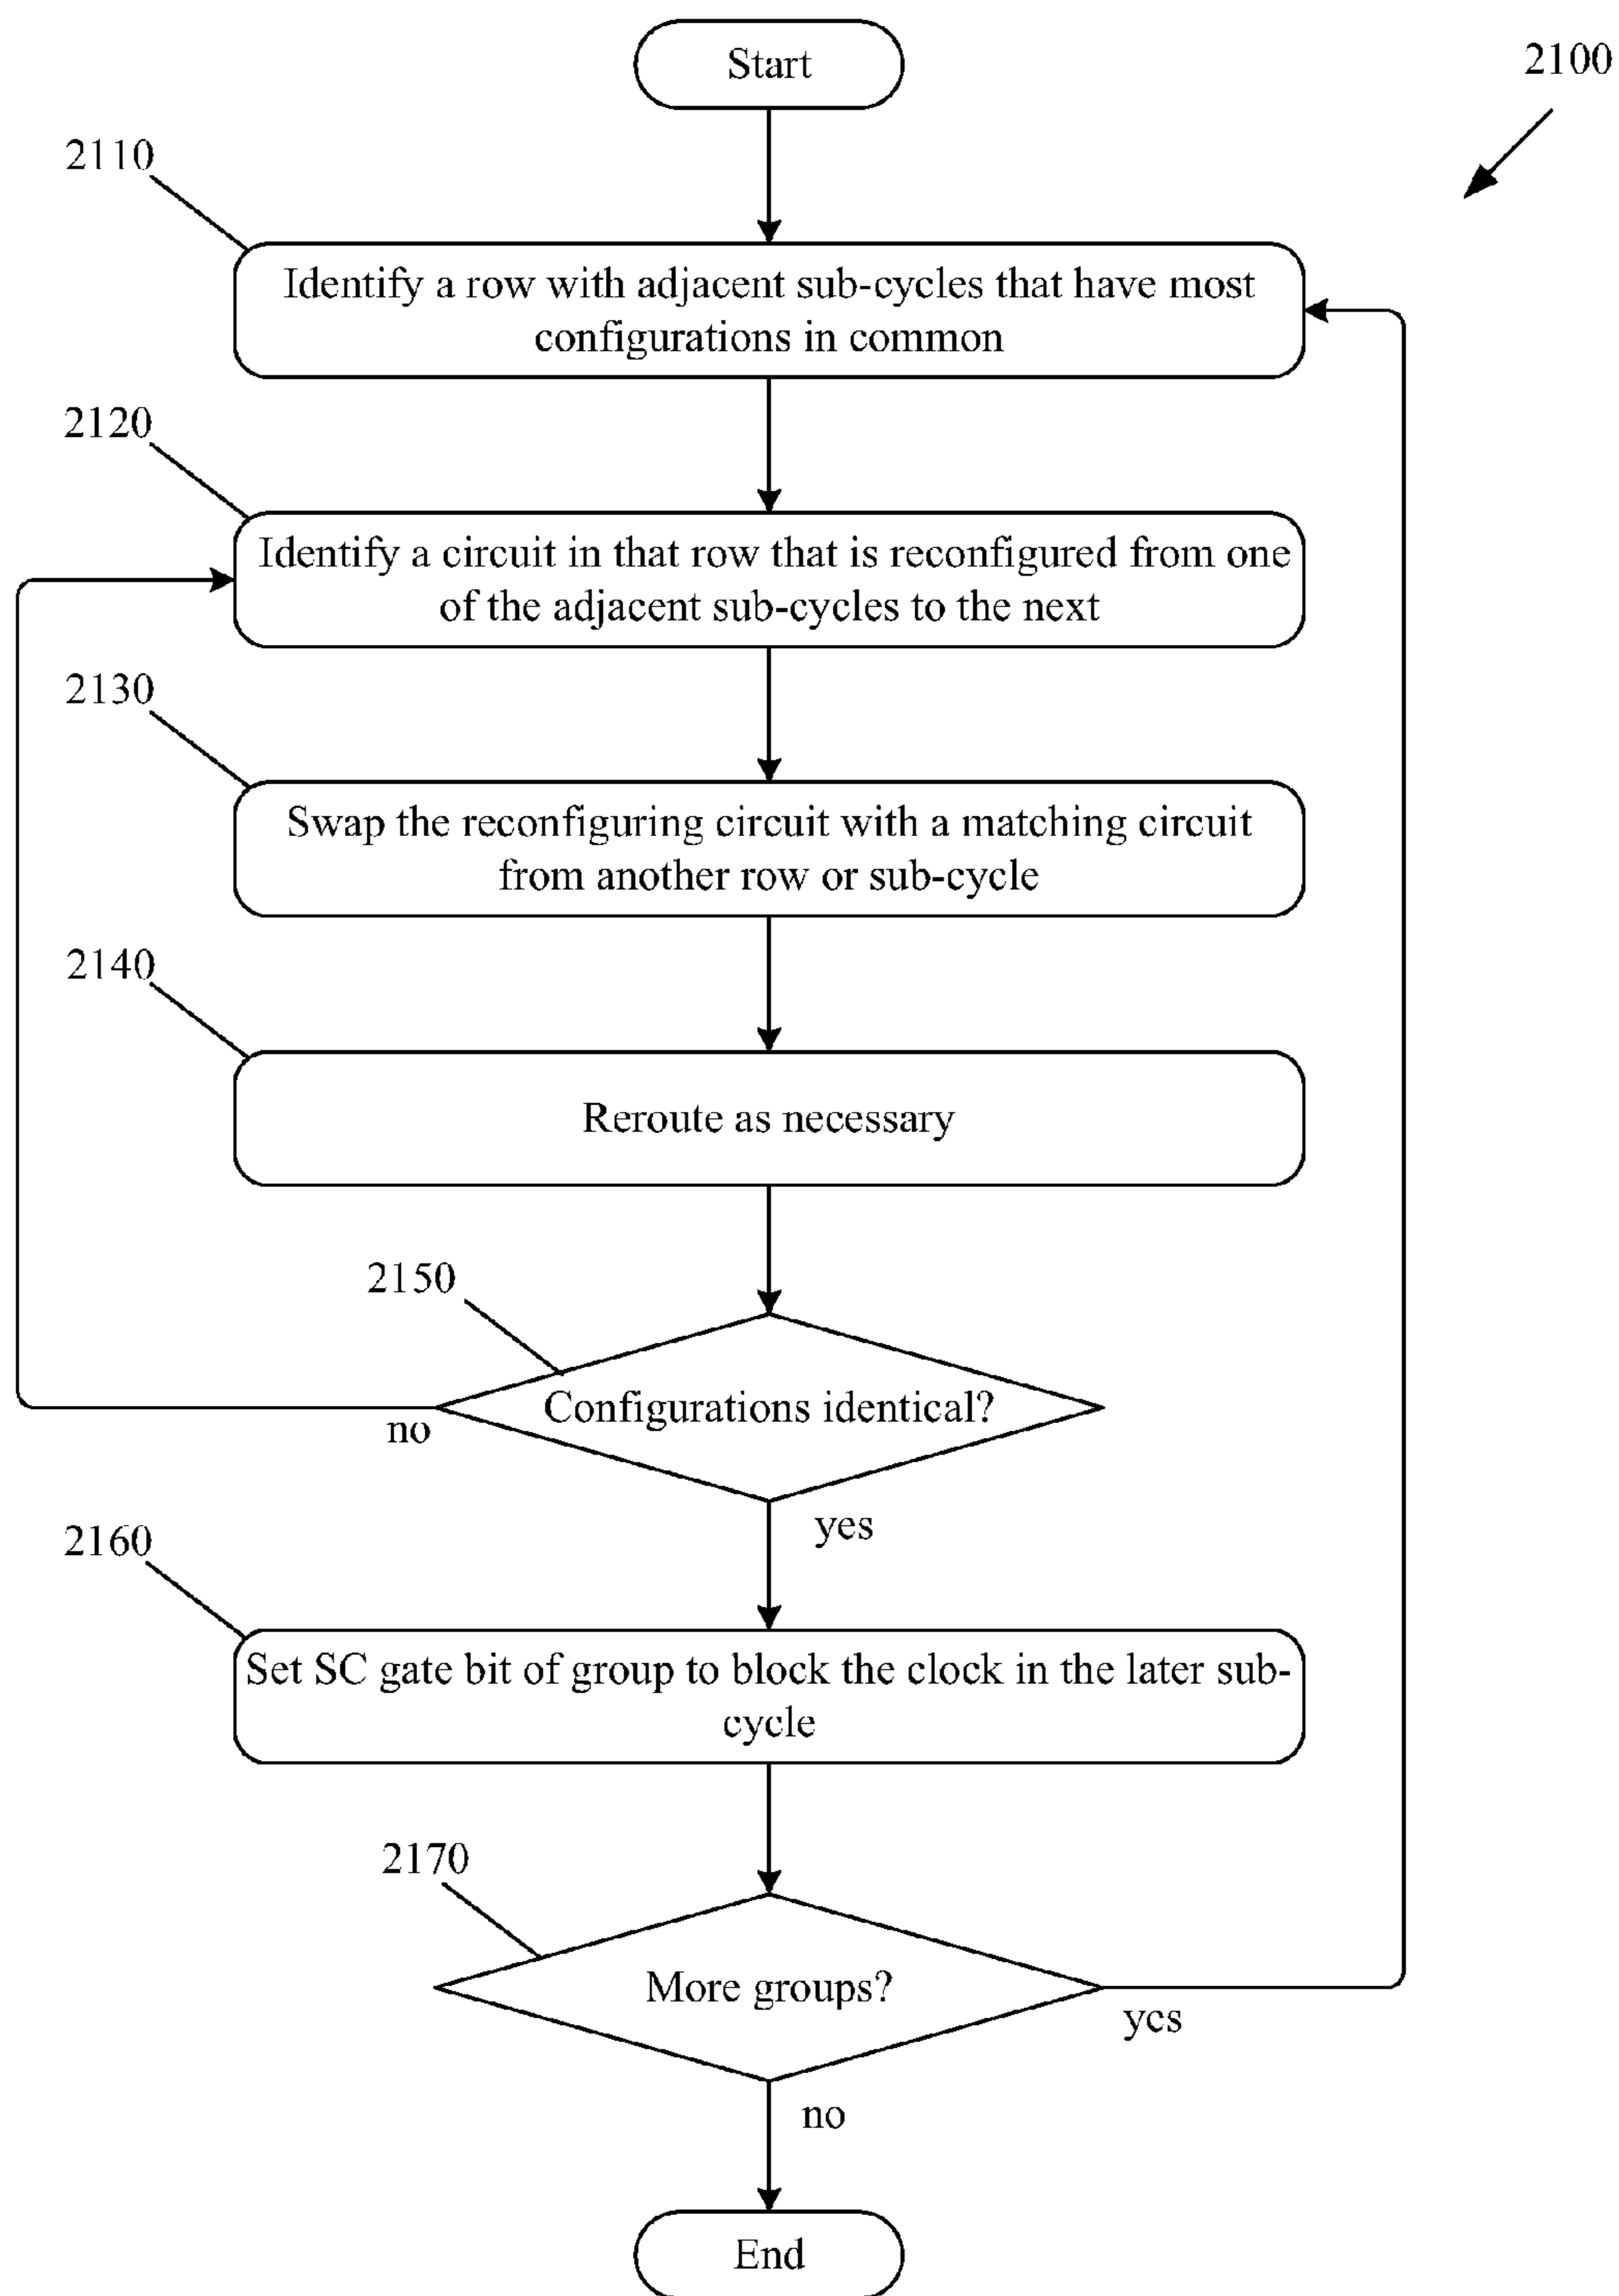 Start
2100
2110
Identify a row with adjacent sub-cycles that have most
configurations in common
2120
Identify a circuit in that row that is reconfigured from one
of the adjacent sub-cycles to the next
2130
Swap the reconfiguring circuit with a matching circuit
from another row or sub-cycle
2140
Reroute as necessary
2150
Configurations identical?
no
yes
2160
Set SC gate bit of group to block the clock in the later sub-
cycle
2170
More groups?
yes
no
End